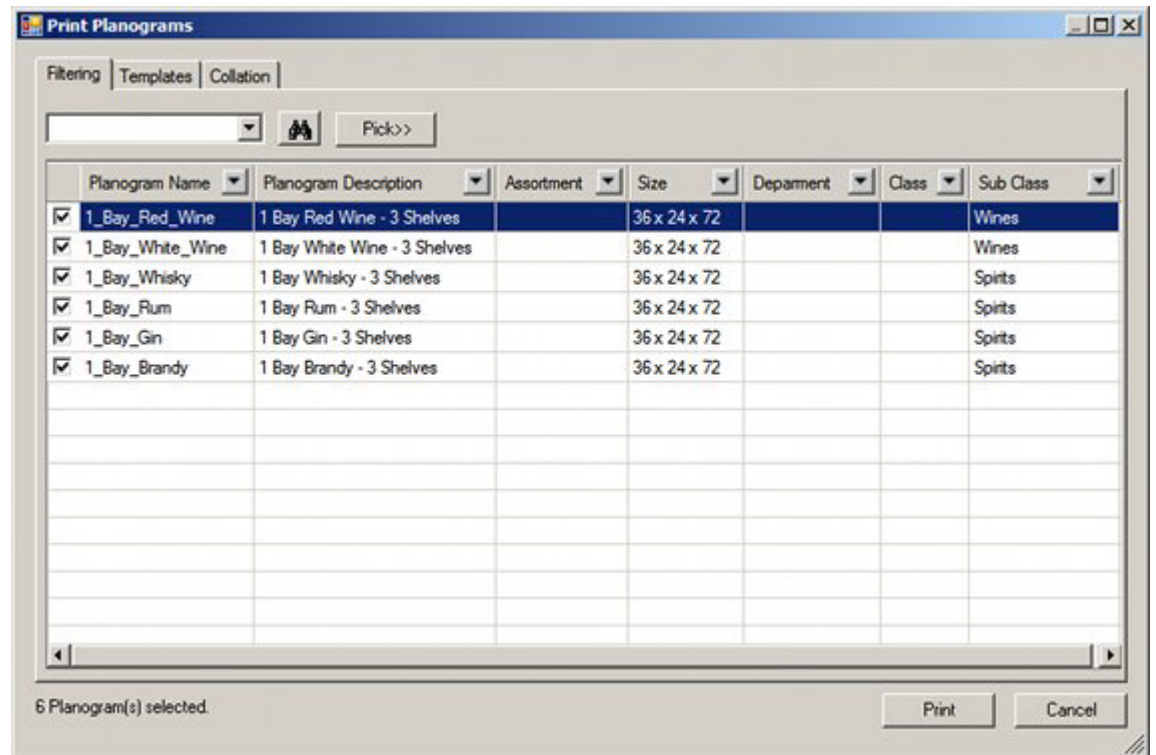 Print Planograms
Filtering Templates Collation
Pick>>
Planogram Name Planogram Description Assortment Size Deparment Class Sub Class
1_Bay_Red_Wine 1 Bay Red Wine - 3 Shelves 36 x 24 x 72 Wines
1_Bay_White_Wine 1 Bay White Wine - 3 Shelves 36 x 24 x 72 Wines
1_Bay_Whisky 1 Bay Whisky - 3 Shelves 36 x 24 x 72 Spirits
1_Bay_Rum 1 Bay Rum - 3 Shelves 36 x 24 x 72 Spirits
1_Bay_Gin 1 Bay Gin - 3 Shelves 36 x 24 x 72 Spirits
1_Bay_Brandy 1 Bay Brandy - 3 Shelves 36 x 24 x 72 Spirits
6 Planogram(s) selected. Print Cancel